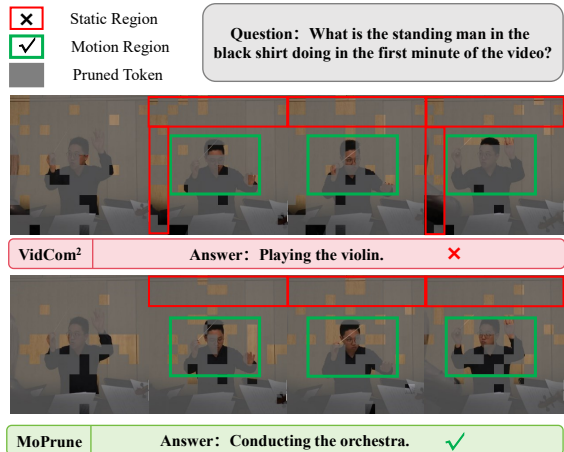 Static Region
Motion Region
Pruned Token
Question: What is the standing man in the
black shirt doing in the first minute of the video?
VidCom²
Answer: Playing the violin.
MoPrune
Answer: Conducting the orchestra.